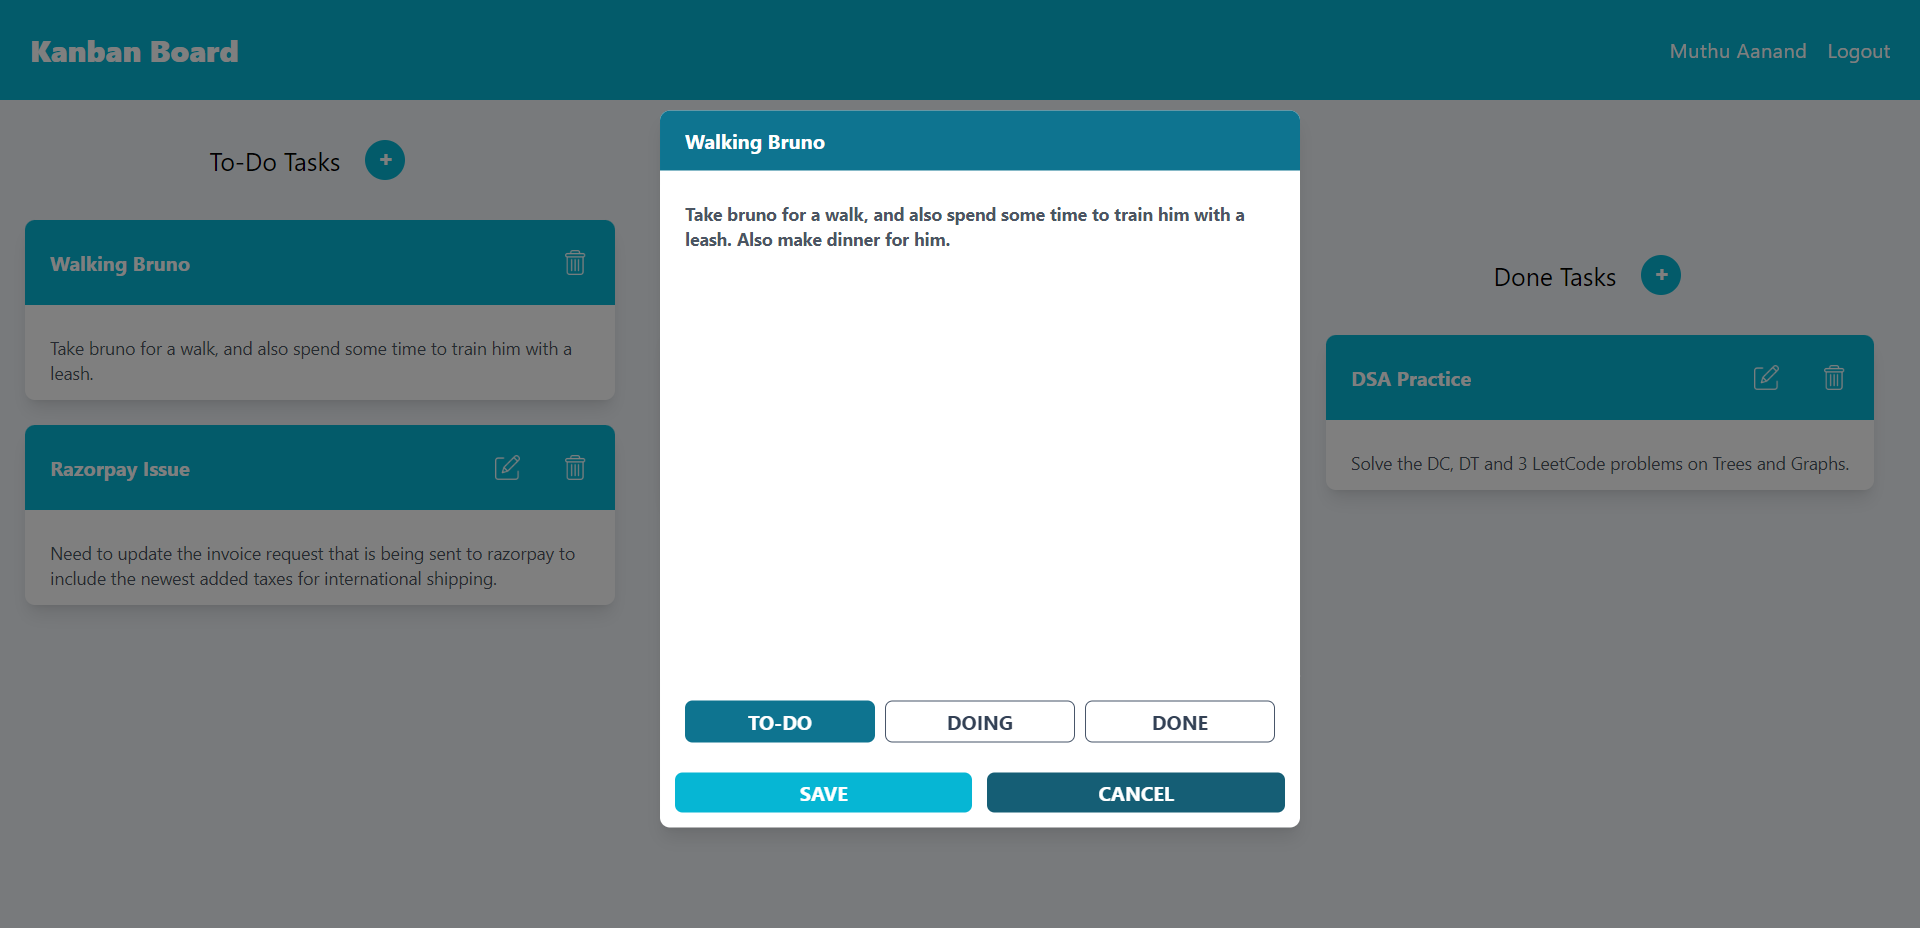 Kanban Board
Muthu Aanand Logout
To-Do Tasks +
Walking Bruno
Take bruno for a walk, and also spend some time to train him with a
leash.
Razorpay Issue
Need to update the invoice request that is being sent to razorpay to
include the newest added taxes for international shipping.
Walking Bruno
Take bruno for a walk, and also spend some time to train him with a
leash. Also make dinner for him.
TO-DO DOING DONE
SAVE CANCEL
Done Tasks +
DSA Practice
Solve the DC, DT and 3 LeetCode problems on Trees and Graphs.